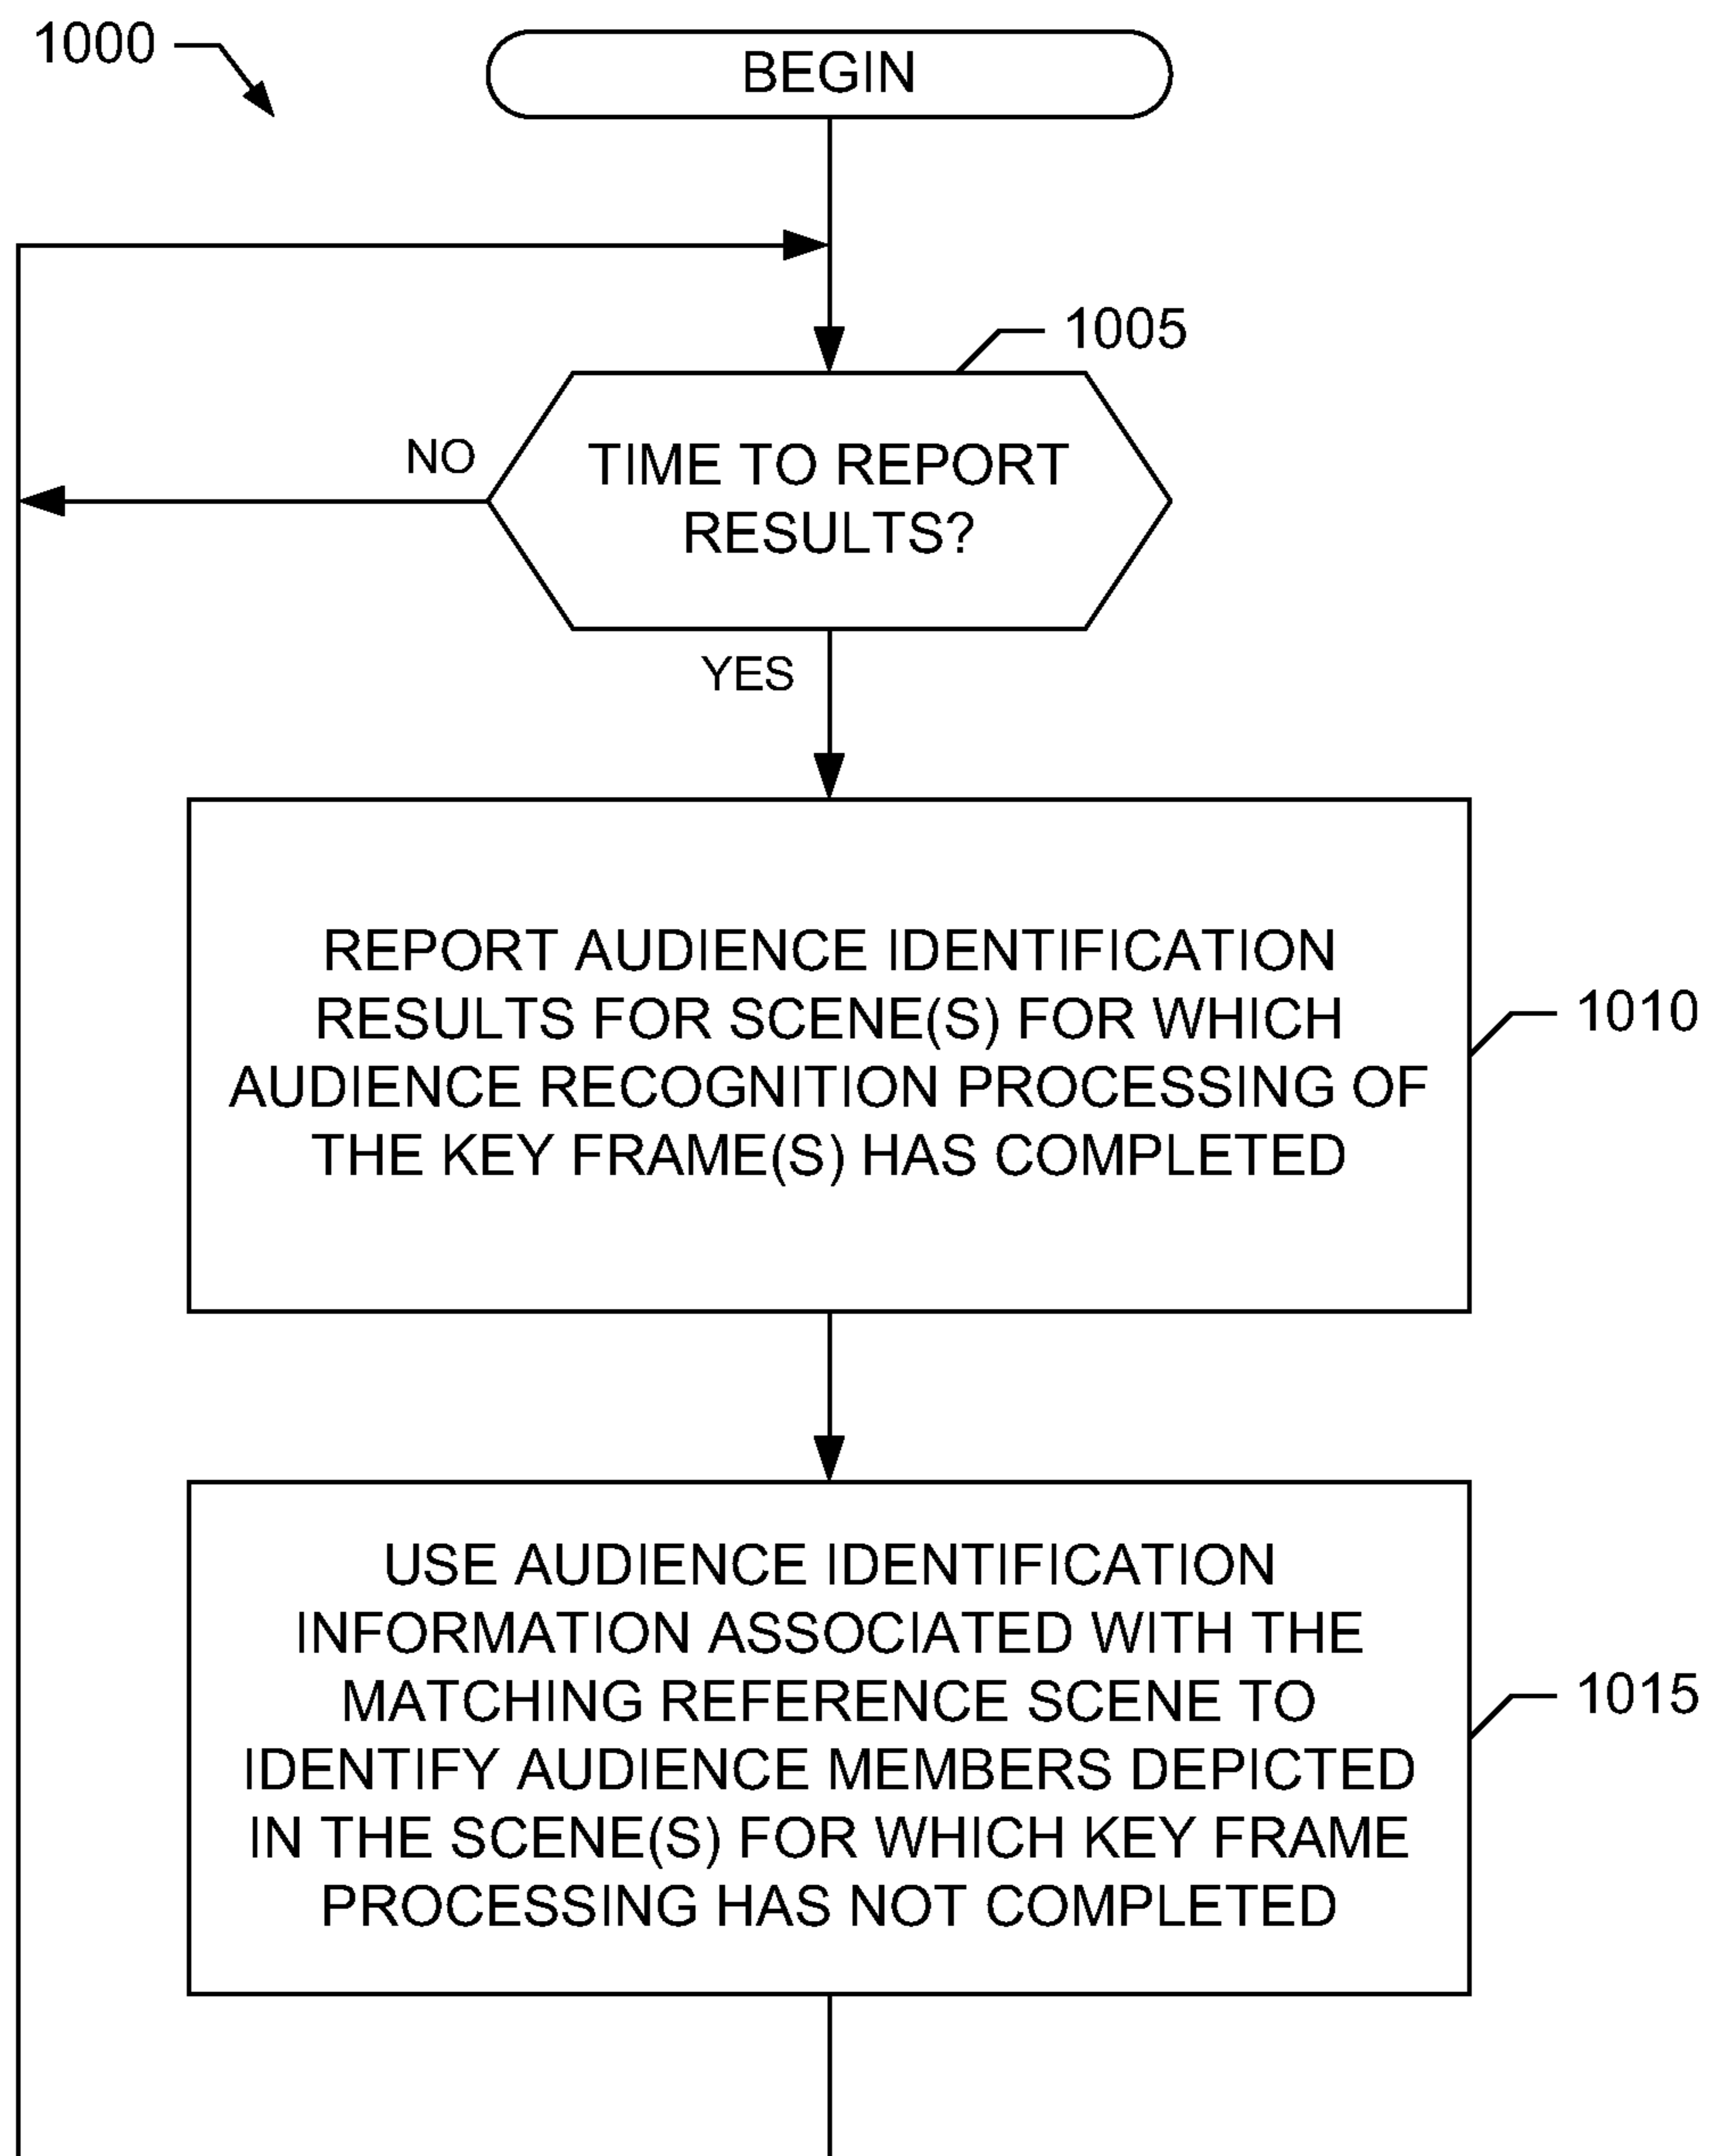 1000
BEGIN
1005
NO
TIME TO REPORT
RESULTS?
YES
REPORT AUDIENCE IDENTIFICATION
RESULTS FOR SCENE(S) FOR WHICH
AUDIENCE RECOGNITION PROCESSING OF
THE KEY FRAME(S) HAS COMPLETED
1010
USE AUDIENCE IDENTIFICATION
INFORMATION ASSOCIATED WITH THE
MATCHING REFERENCE SCENE TO
IDENTIFY AUDIENCE MEMBERS DEPICTED
IN THE SCENE(S) FOR WHICH KEY FRAME
PROCESSING HAS NOT COMPLETED
1015